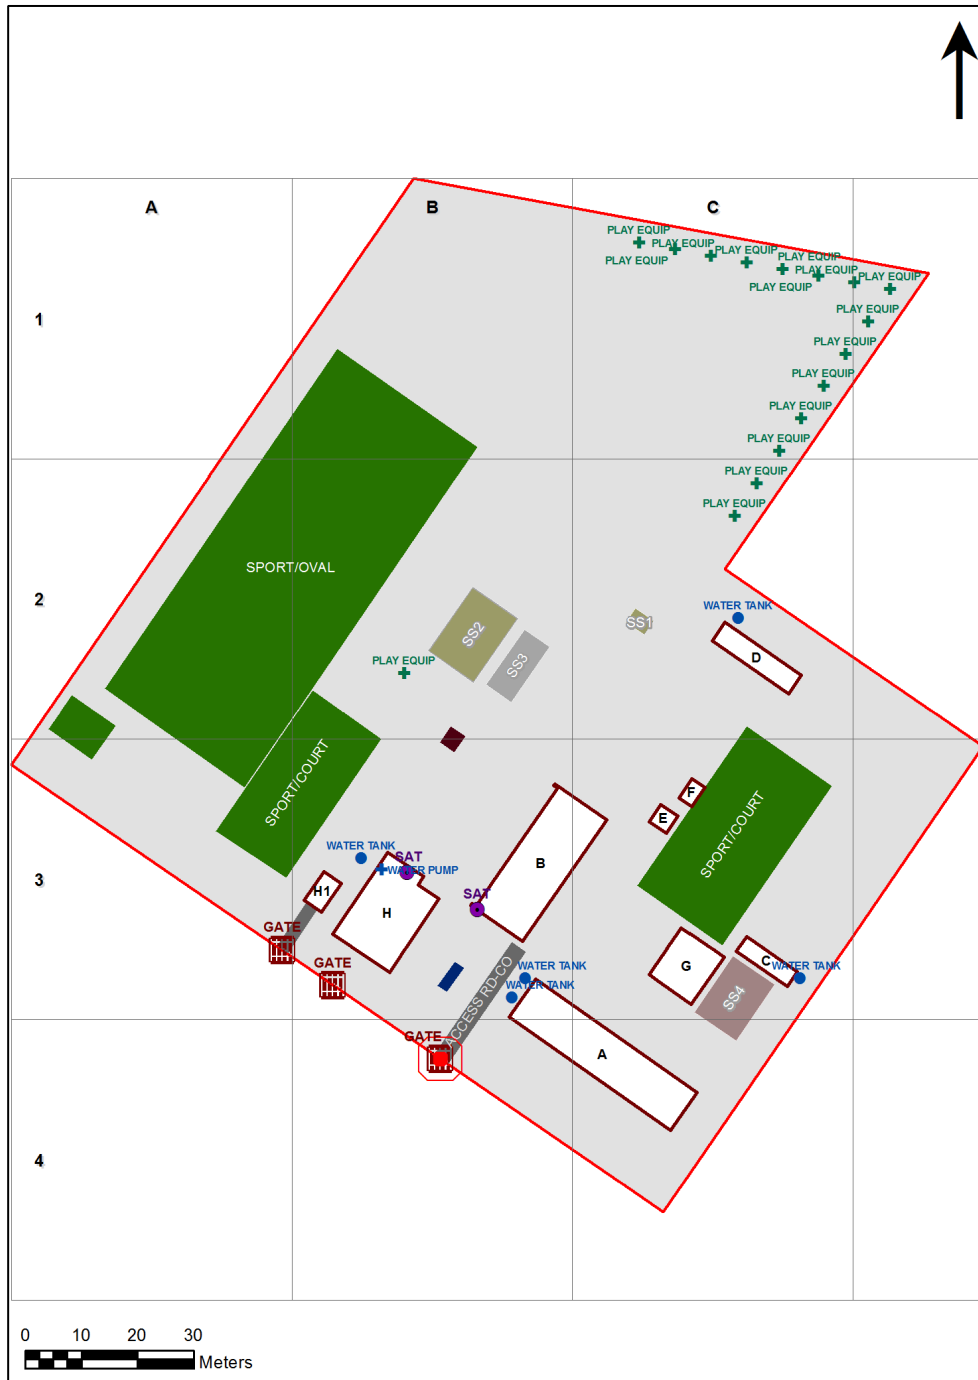 A
B
C
PLAY EQUIP
PLAY EQUIP
PLAY EQUIP
PLAY EQUIP
PLAY EQUIP
PLAY EQUIP
PLAY EQUIP
PLAY EQUIP
PLAY EQUIP
1
PLAY EQUIP
PLAY EQUIP
PLAY EQUIP
PLAY EQUIP
PLAY EQUIP
PLAY EQUIP
SPORT/OVAL
2
WATER TANK
SS1
SS2
D
PLAY EQUIP
SS3
SPORT/COURT
F
E
SPORT/COURT
WATER TANK
SAT
WATER PUMP
B
3
H1
SAT
H
GATE
C
WATER TANK
G
WATER TANK
GATE
WATER TANK
SS4
ACCESS RD-CO
GATE
A
4
0 10 20 30
Meters